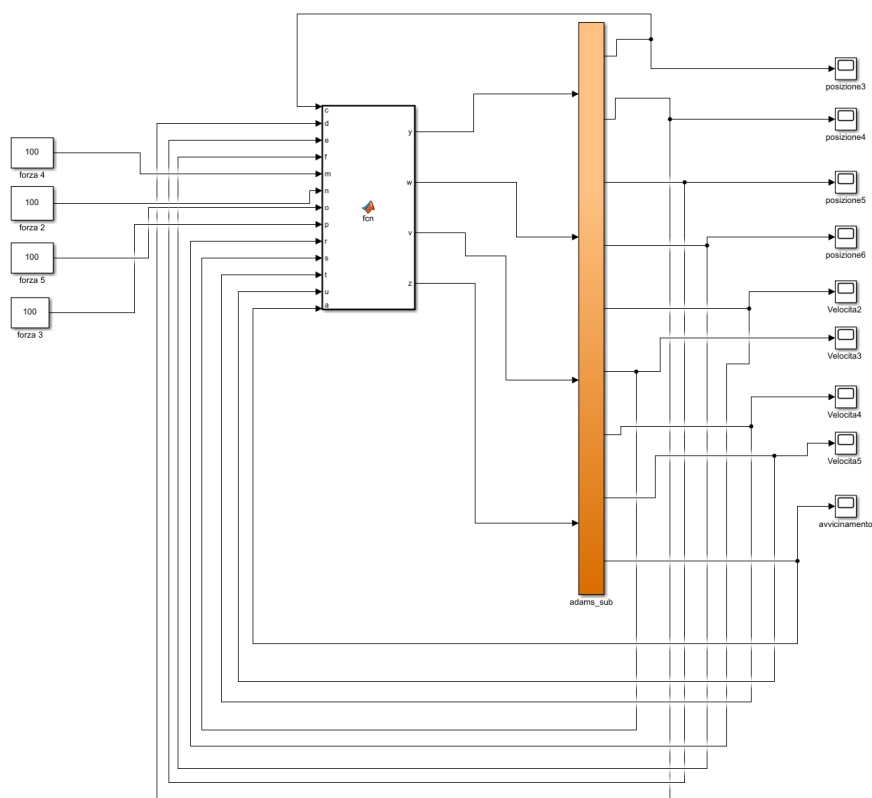 posizione3
posizione4
posizione5
posizione6
Velocita2
Velocita3
Velocita4
Velocita5
avvicinamento
100
forza 4
100
forza 2
100
forza 5
100
forza 3
c
d
e
f
m
n
o
p
r
s
t
u
a
fcn
y
w
v
z
adams_sub